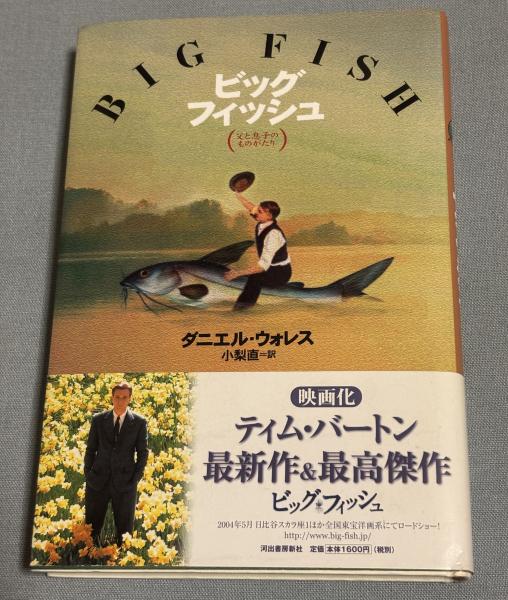 BIG FISH
ビッグ
フィッシュ
(父と息子の
ものがたり)
ダニエル・ウォレス
小梨直=訳
映画化
ティム・バートン
最新作&最高傑作
ビッグ・フィッシュ
2004年5月 日比谷スカラ座1ほか全国東宝洋画系にてロードショー!
http://www.big-fish.jp/
河出書房新社 定価 本体1600円 (税別)